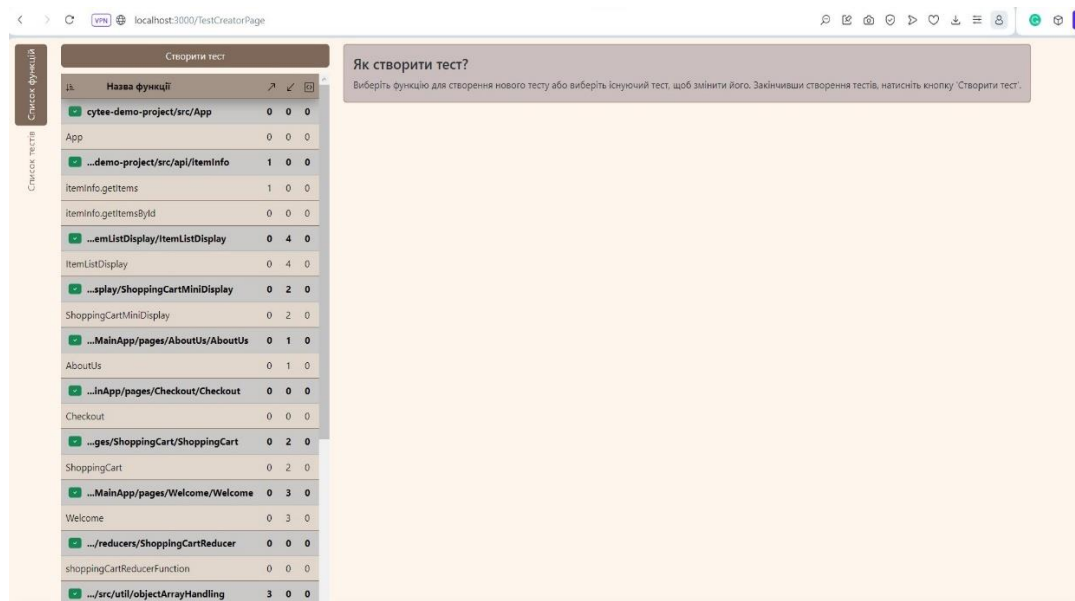 VPN localhost:3000/TestCreatorPage
Список функцій
Список тестів
Створити тест
Назва функції
cytee-demo-project/src/App 0 0 0
App 0 0 0
...demo-project/src/api/itemInfo 1 0 0
itemInfo.getItems 1 0 0
itemInfo.getItemsById 0 0 0
...emListDisplay/ItemListDisplay 0 4 0
ItemListDisplay 0 4 0
...splay/ShoppingCartMiniDisplay 0 2 0
ShoppingCartMiniDisplay 0 2 0
...MainApp/pages/AboutUs/AboutUs 0 1 0
AboutUs 0 1 0
...inApp/pages/Checkout/Checkout 0 0 0
Checkout 0 0 0
...ges/ShoppingCart/ShoppingCart 0 2 0
ShoppingCart 0 2 0
...MainApp/pages/Welcome/Welcome 0 3 0
Welcome 0 3 0
.../reducers/ShoppingCartReducer 0 0 0
shoppingCartReducerFunction 0 0 0
.../src/util/objectArrayHandling 3 0 0
Як створити тест?
Виберіть функцію для створення нового тесту або виберіть існуючий тест, щоб змінити його. Закінчивши створення тестів, натисніть кнопку 'Створити тест'.